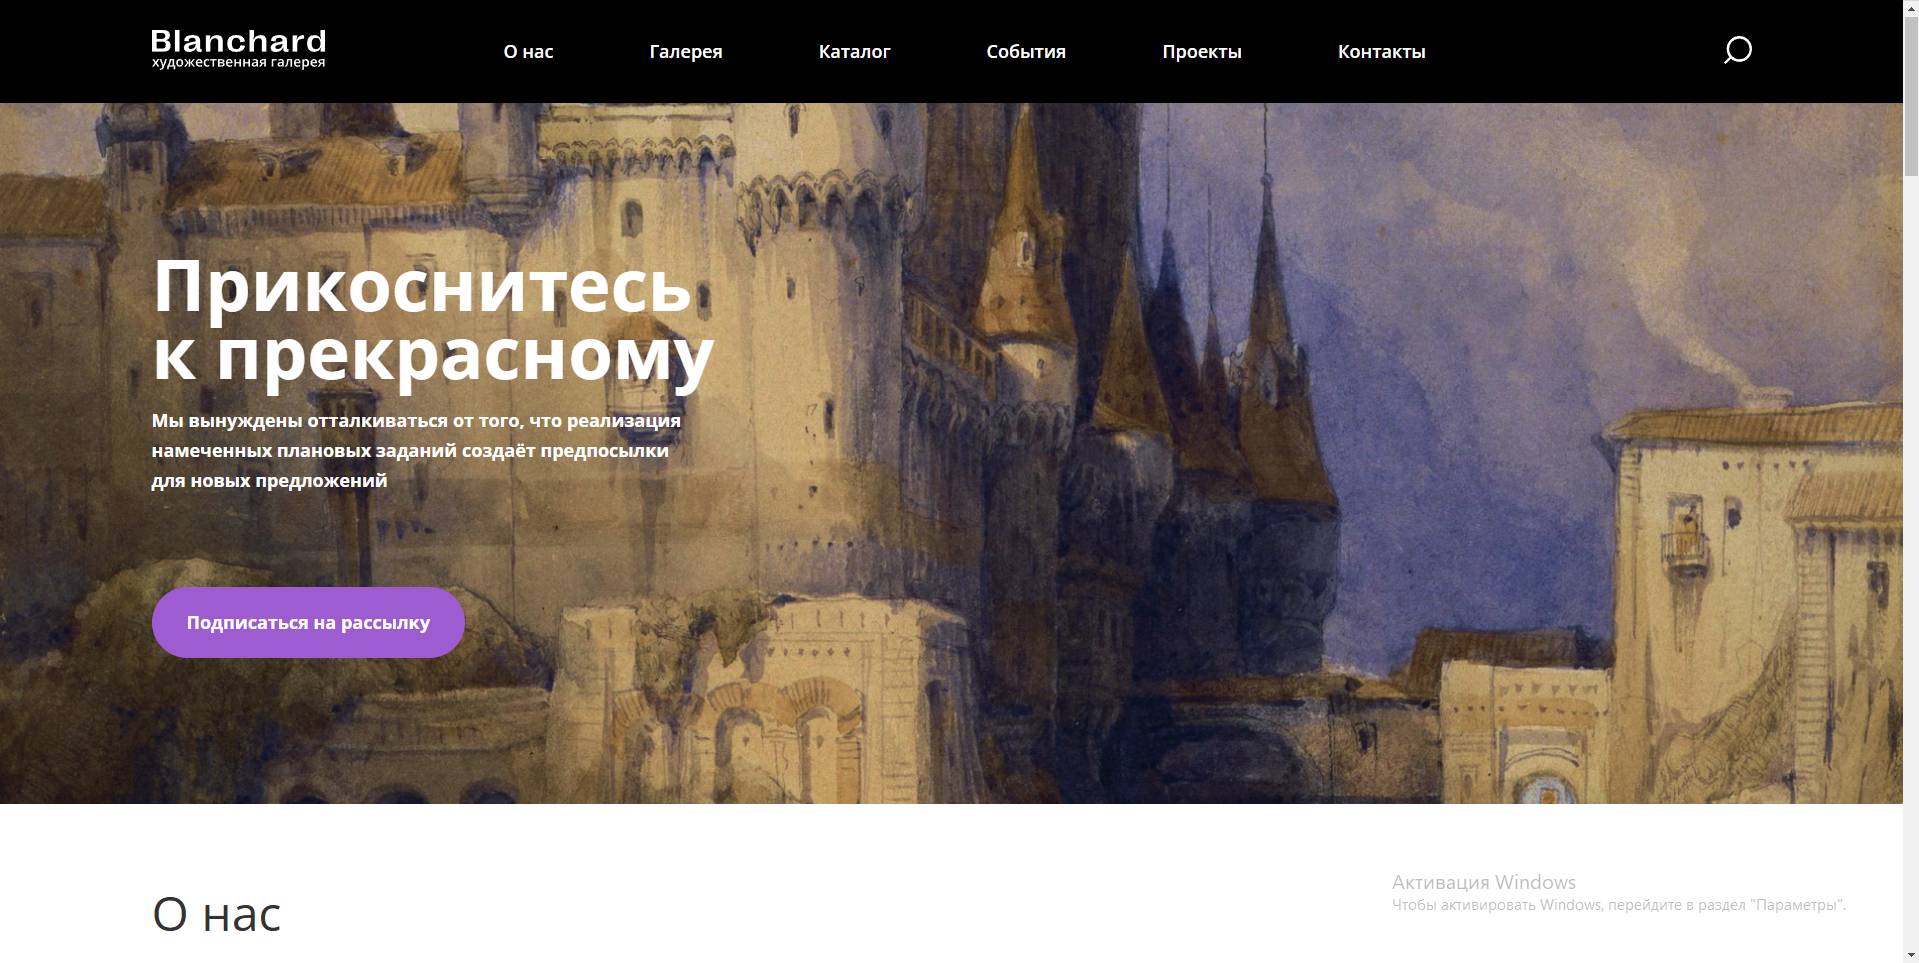 Blanchard
художественная галерея
О нас
Галерея
Каталог
События
Проекты
Контакты
Прикоснитесь
к прекрасному
Мы вынуждены отталкиваться от того, что реализация
намеченных плановых заданий создаёт предпосылки
для новых предложений
Подписаться на рассылку
О нас
Активация Windows
Чтобы активировать Windows, перейдите в раздел "Параметры".